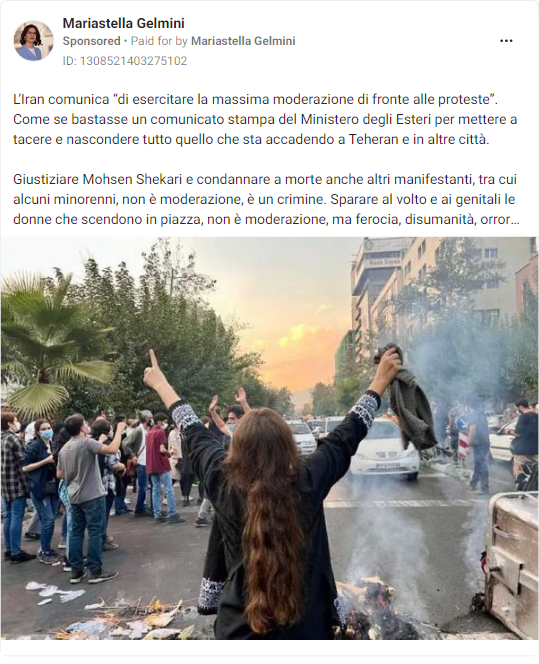 Mariastella Gelmini
Sponsored • Paid for by Mariastella Gelmini
ID: 1308521403275102
L’Iran comunica “di esercitare la massima moderazione di fronte alle proteste”.
Come se bastasse un comunicato stampa del Ministero degli Esteri per mettere a
tacere e nascondere tutto quello che sta accadendo a Teheran e in altre città.
Giustiziare Mohsen Shekari e condannare a morte anche altri manifestanti, tra cui
alcuni minorenni, non è moderazione, è un crimine. Sparare al volto e ai genitali le
donne che scendono in piazza, non è moderazione, ma ferocia, disumanità, orror…